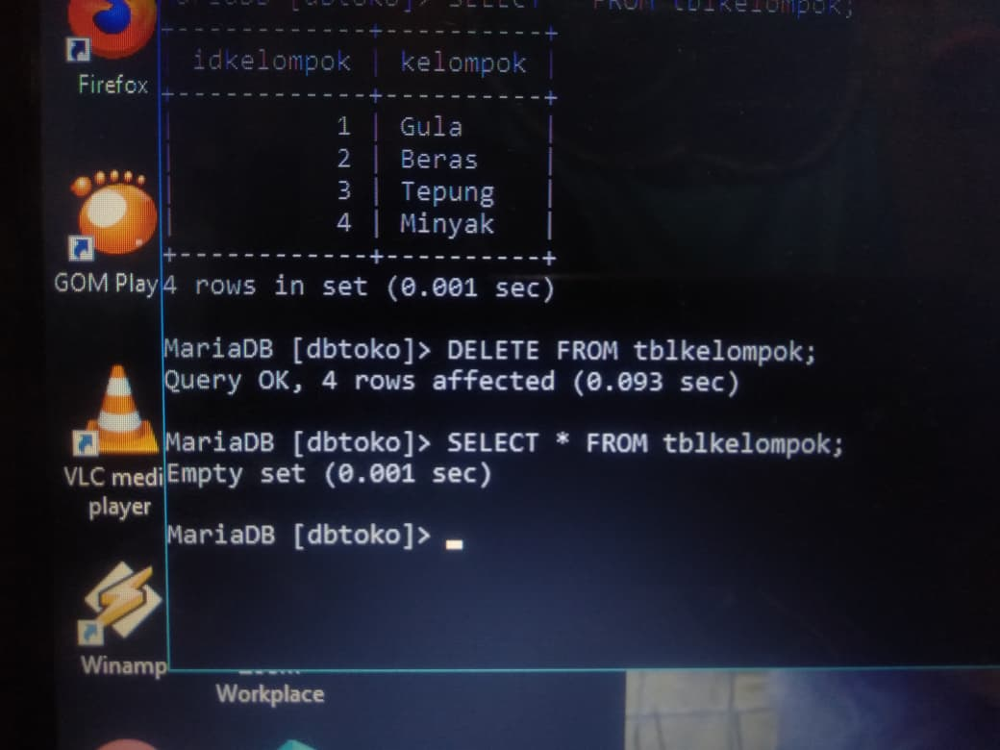 MariaDB [dbtoko]> SELECT * FROM tblkelompok;
+------------+----------+
| idkelompok | kelompok |
+------------+----------+
| 1 | Gula |
| 2 | Beras |
| 3 | Tepung |
| 4 | Minyak |
+------------+----------+
4 rows in set (0.001 sec)
MariaDB [dbtoko]> DELETE FROM tblkelompok;
Query OK, 4 rows affected (0.093 sec)
MariaDB [dbtoko]> SELECT * FROM tblkelompok;
Empty set (0.001 sec)
MariaDB [dbtoko]>
Firefox
GOM Play
VLC medi
player
Winamp
Workplace